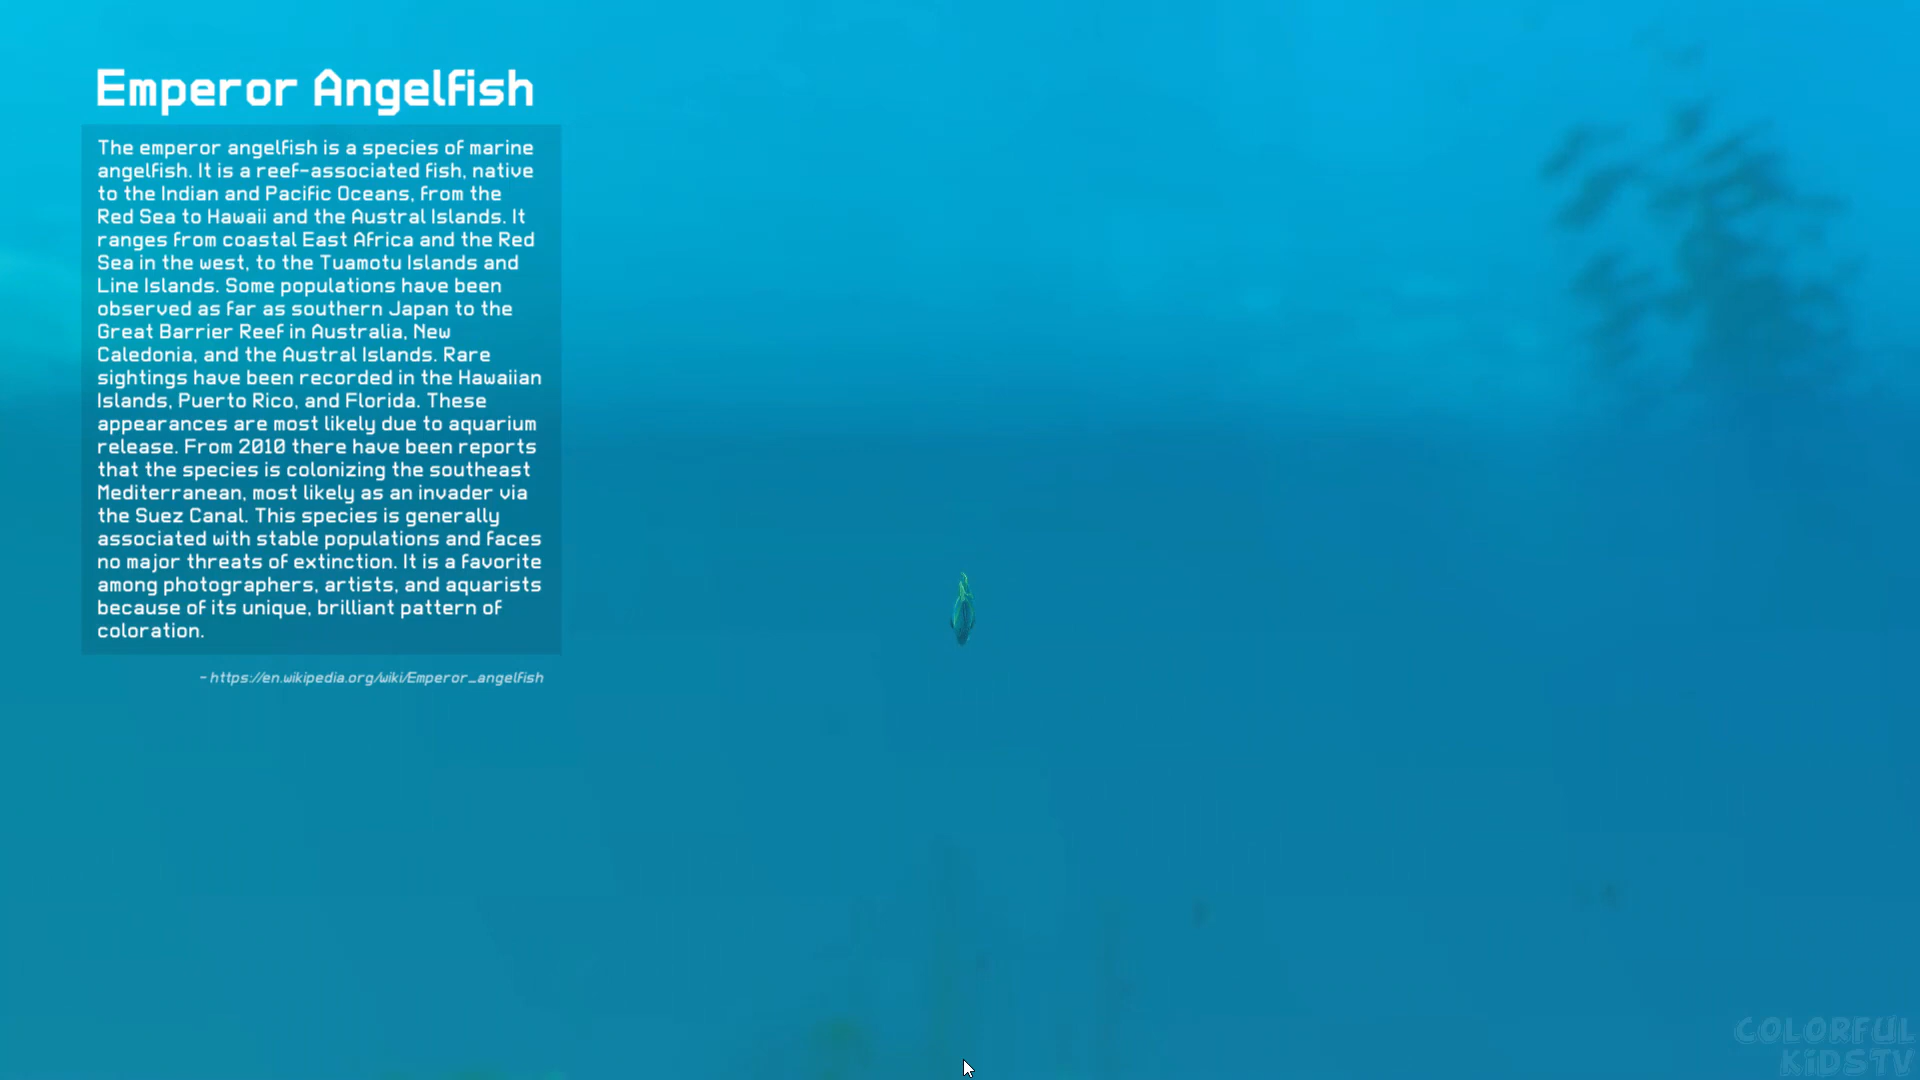 Emperor Angelfish
The emperor angelfish is a species of marine
angelfish. It is a reef-associated fish, native
to the Indian and Pacific Oceans, from the
Red Sea to Hawaii and the Austral Islands. It
ranges from coastal East Africa and the Red
Sea in the west, to the Tuamotu Islands and
Line Islands. Some populations have been
observed as far as southern Japan to the
Great Barrier Reef in Australia, New
Caledonia, and the Austral Islands. Rare
sightings have been recorded in the Hawaiian
Islands, Puerto Rico, and Florida. These
appearances are most likely due to aquarium
release. From 2010 there have been reports
that the species is colonizing the southeast
Mediterranean, most likely as an invader via
the Suez Canal. This species is generally
associated with stable populations and faces
no major threats of extinction. It is a favorite
among photographers, artists, and aquarists
because of its unique, brilliant pattern of
coloration.
- https://en.wikipedia.org/wiki/Emperor_angelfish
COLORFUL
KIDSTV